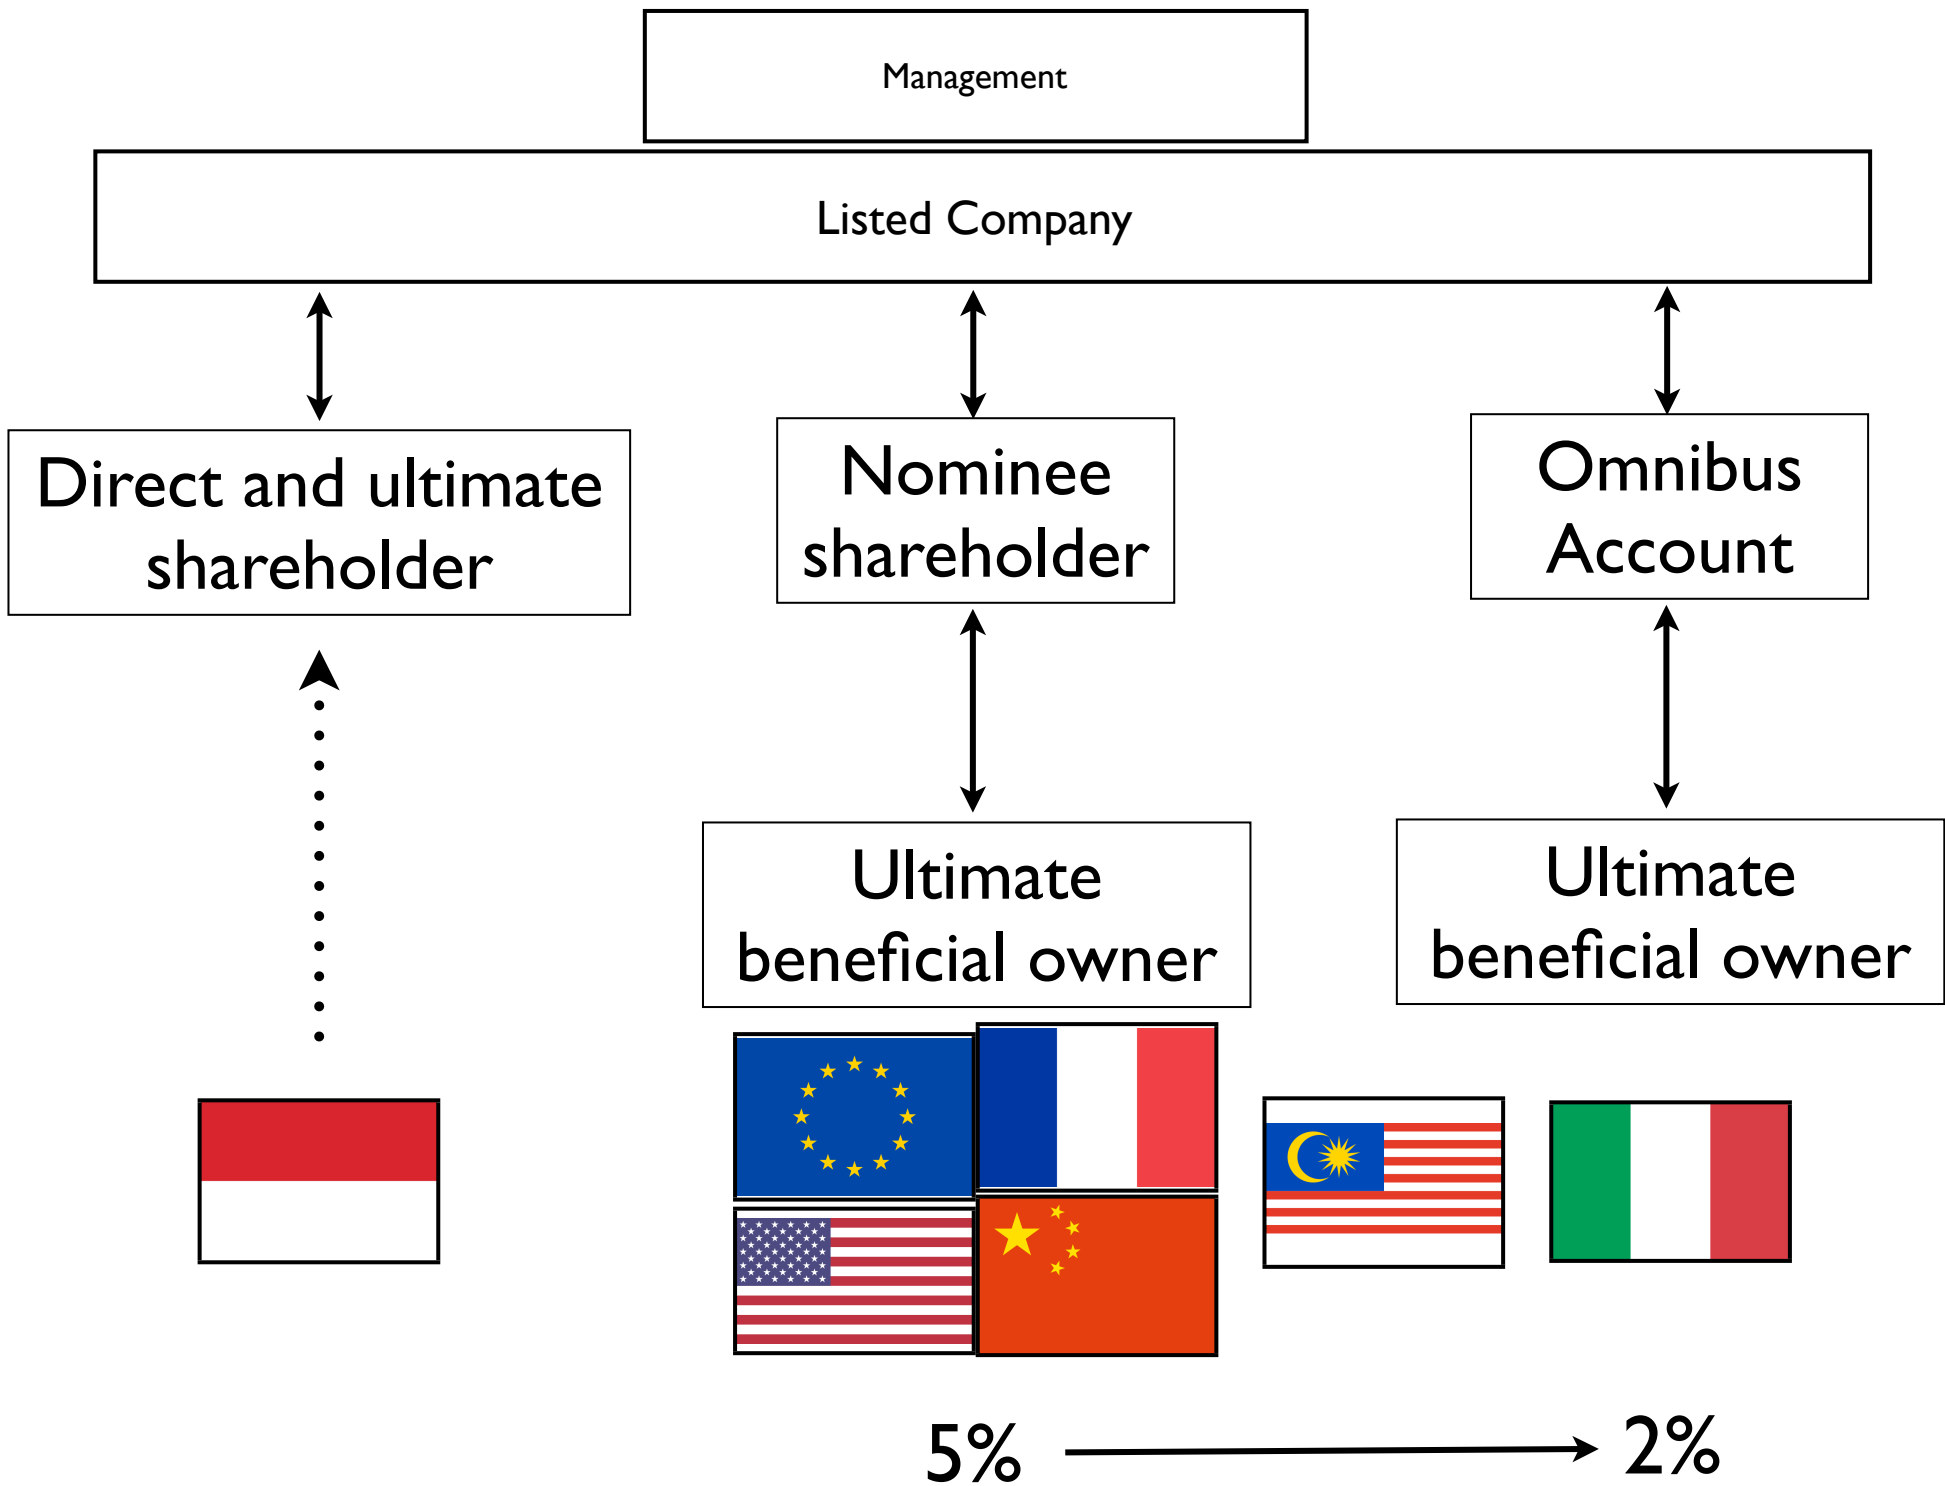 Management
Listed Company
Direct and ultimate
shareholder
Nominee
shareholder
Omnibus
Account
Ultimate
beneficial owner
Ultimate
beneficial owner
5%
2%